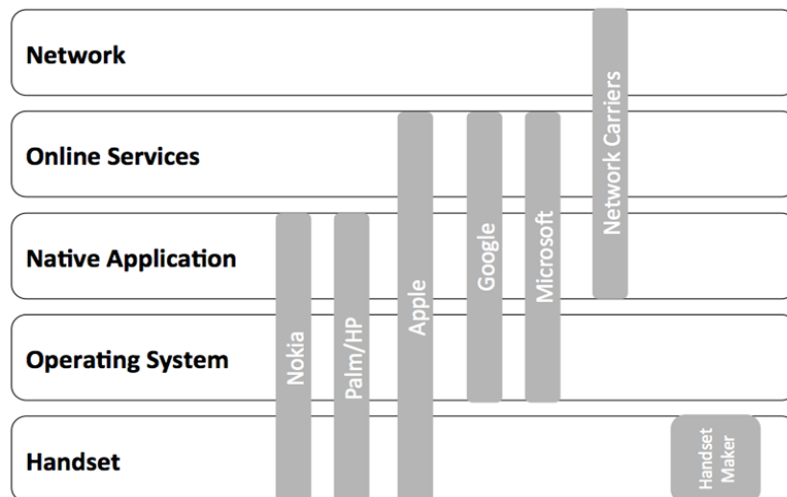 Network
Online Services
Native Application
Operating System
Handset
Nokia
Palm/HP
Apple
Google
Microsoft
Network Carriers
Handset
Maker